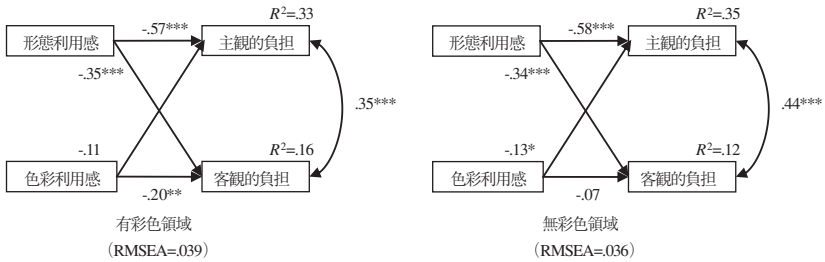 R²=.33
-.57***
形態利用感
主観的負担
-.35***
.35***
-.11
R²=.16
色彩利用感
客観的負担
-.20**
有彩色領域
(RMSEA=.039)
R²=.35
-.58***
形態利用感
主観的負担
-.34***
.44***
-.13*
R²=.12
色彩利用感
客観的負担
-.07
無彩色領域
(RMSEA=.036)